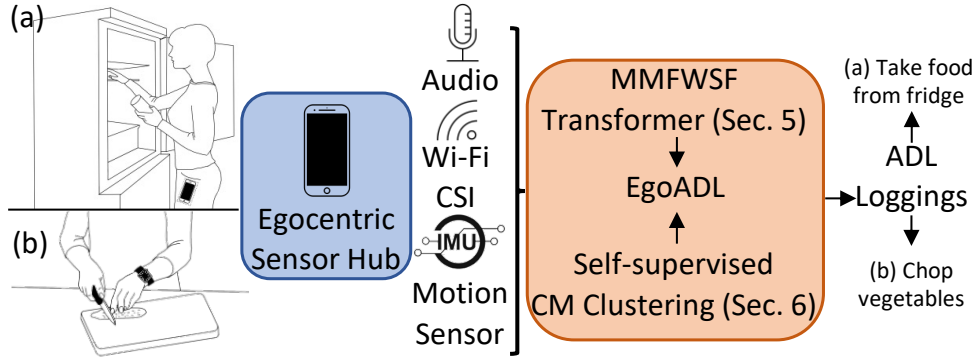 (a)
(b)
Egocentric
Sensor Hub
Audio
Wi-Fi
CSI
IMU
Motion
Sensor
MMFWSF
Transformer (Sec. 5)
EgoADL
Self-supervised
CM Clustering (Sec. 6)
(a) Take food
from fridge
ADL
Loggings
(b) Chop
vegetables